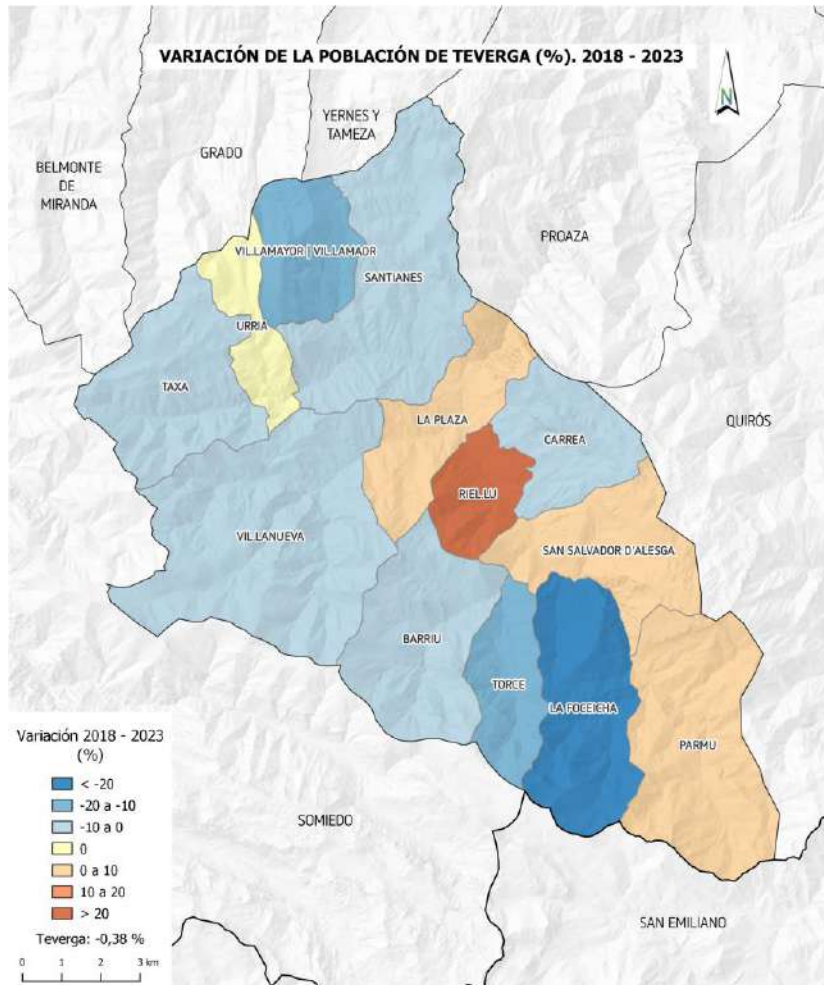 VARIACIÓN DE LA POBLACIÓN DE TEVERGA (%). 2018 - 2023
N
YERNES Y
TAMEZA
GRADO
BELMONTE
DE
MIRANDA
PROAZA
VILLAMAYOR | VILLAMAOR
SANTIANES
URRIA
TAXA
LA PLAZA
CARREA
QUIRÓS
RIEL.LU
VILLANUEVA
SAN SALVADOR D'ALESGA
BARRIU
TORCE
LA FOCEICHA
PARMU
SOMIEDO
SAN EMILIANO
Variación 2018 - 2023
(%)
< -20
-20 a -10
-10 a 0
0
0 a 10
10 a 20
> 20
Teverga: -0,38 %
0 1 2 3 km